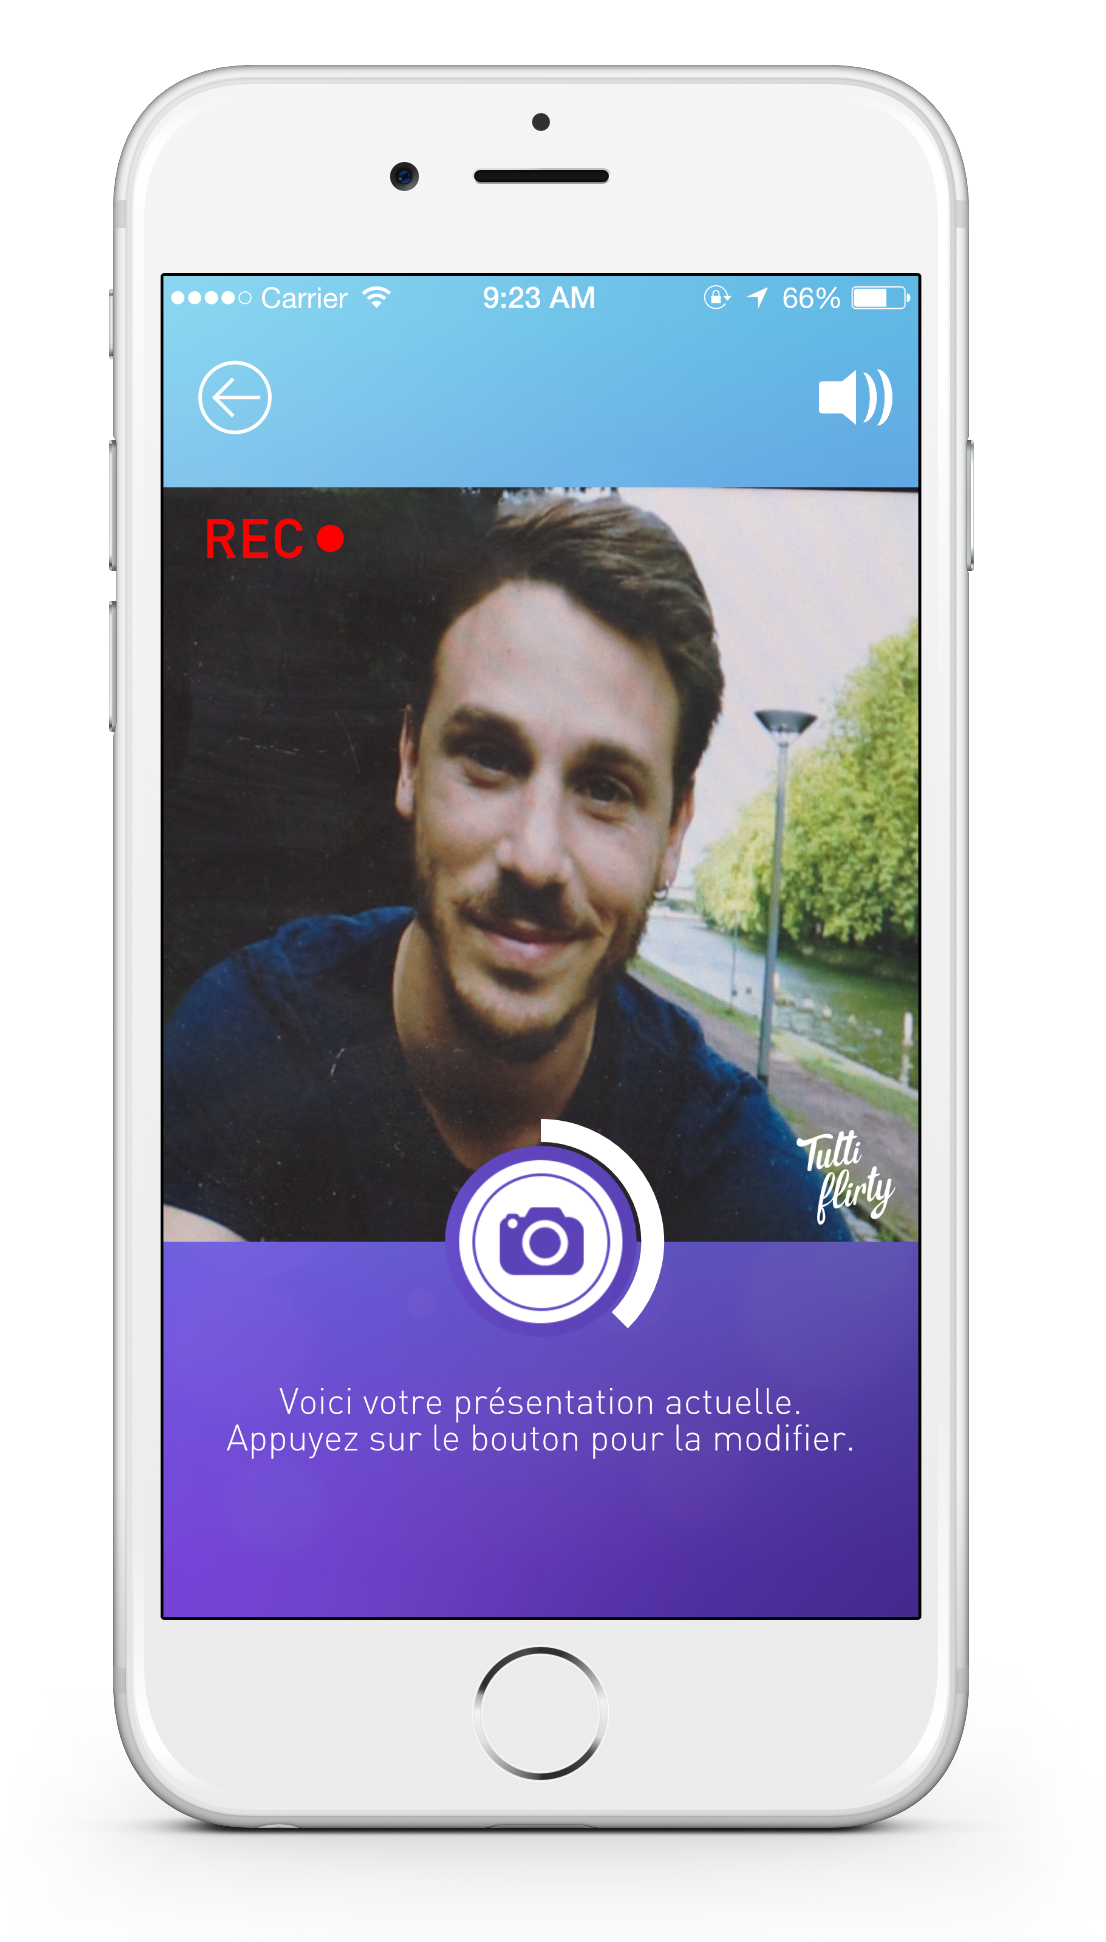 Carrier 9:23 AM 66%
REC
Tutti
flirty
Voici votre présentation actuelle.
Appuyez sur le bouton pour la modifier.